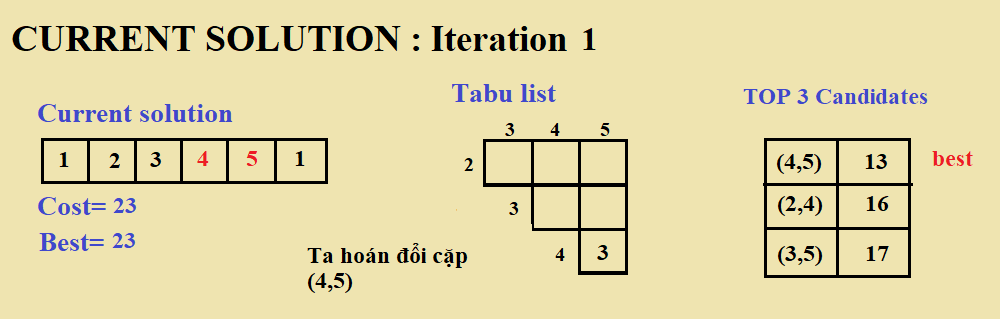 CURRENT SOLUTION : Iteration 1
Current solution
1 2 3 4 5 1
Cost= 23
Best= 23
Tabu list
3 4 5
2
3
4 3
Ta hoán đổi cặp
(4,5)
TOP 3 Candidates
(4,5) 13 best
(2,4) 16
(3,5) 17